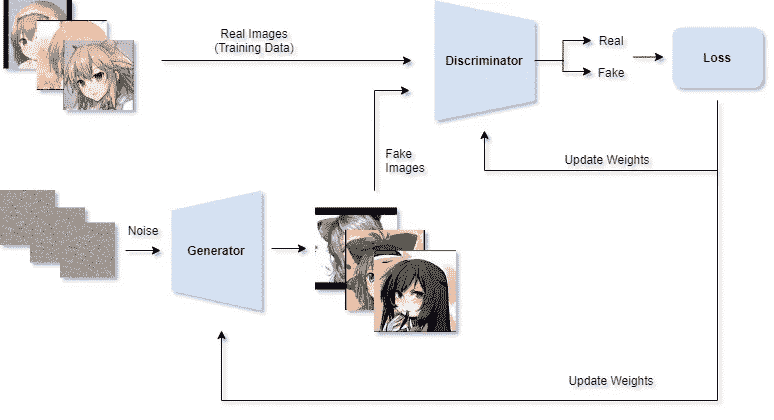 Real Images
(Training Data)
Discriminator
Real
Fake
Loss
Fake
Images
Update Weights
Noise
Generator
Update Weights